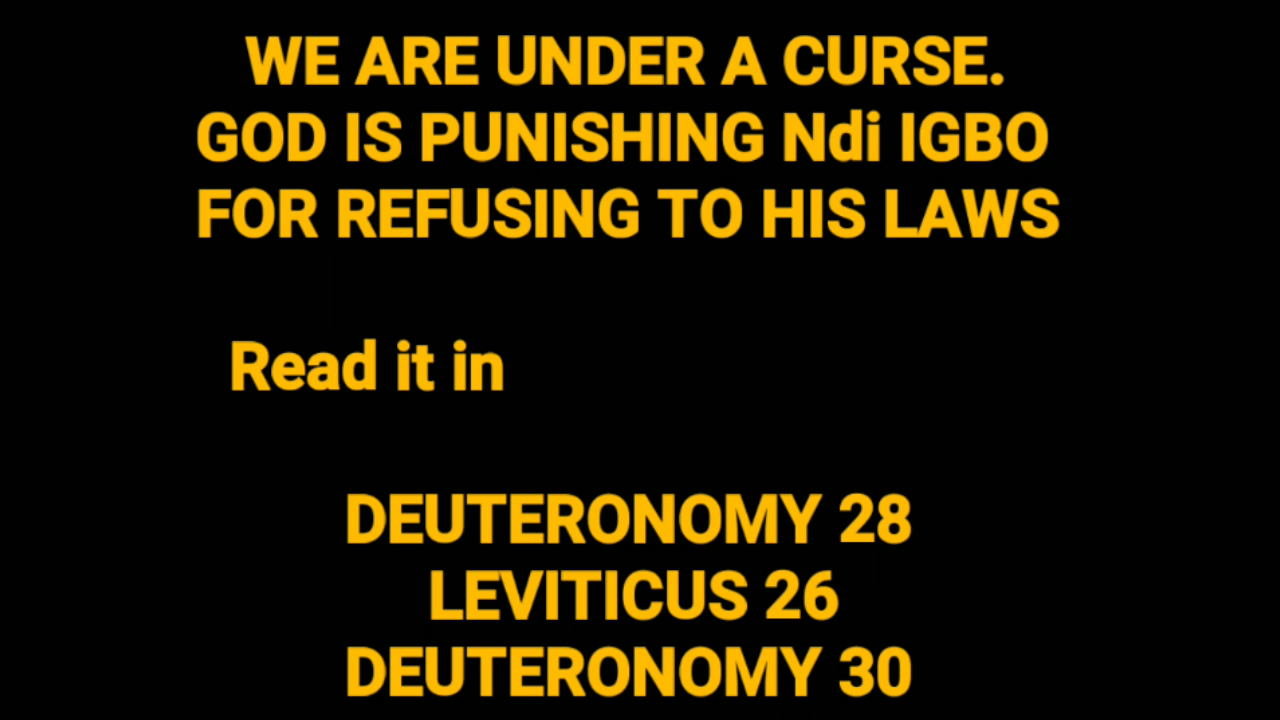 WE ARE UNDER A CURSE.
GOD IS PUNISHING Ndi IGBO
FOR REFUSING TO HIS LAWS
Read it in
DEUTERONOMY 28
LEVITICUS 26
DEUTERONOMY 30